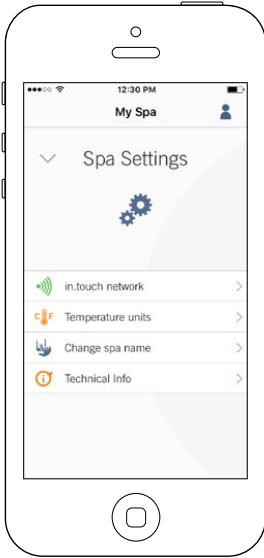 12:30 PM
My Spa
Spa Settings
in.touch network
C F Temperature units
Change spa name
i Technical Info